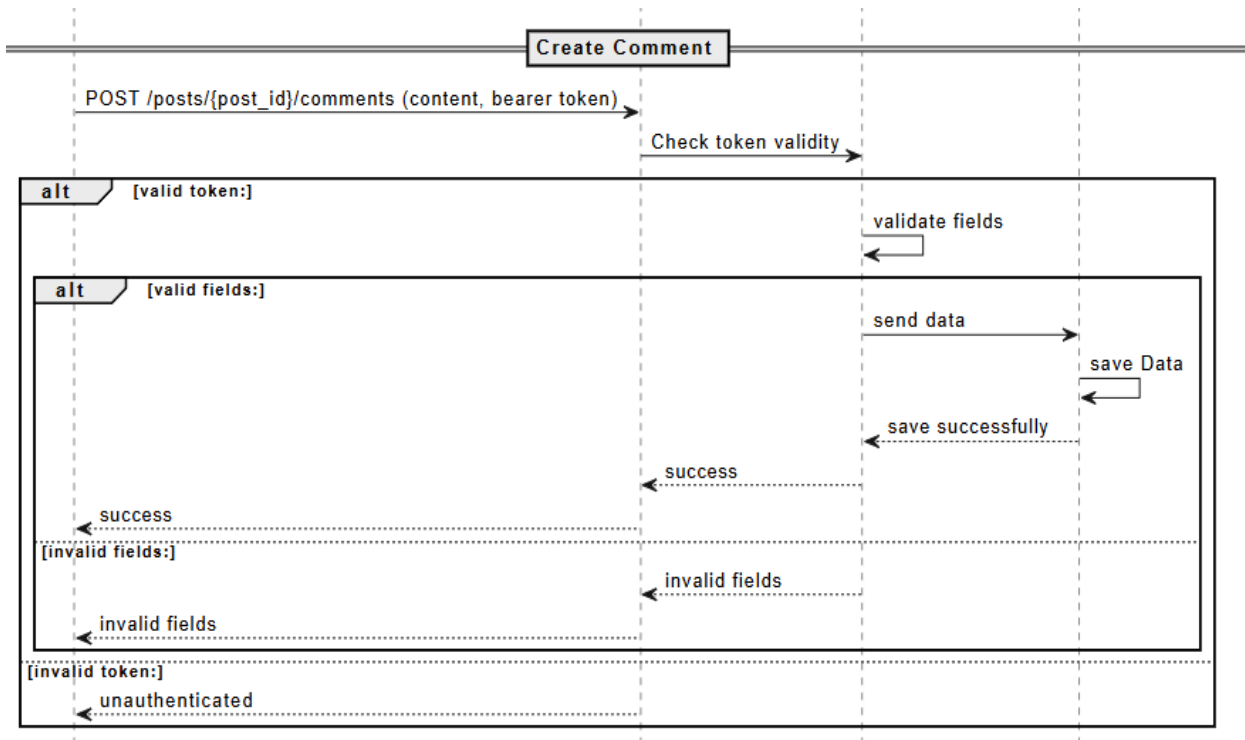 Create Comment
POST /posts/{post_id}/comments (content, bearer token)
Check token validity
alt [valid token:]
validate fields
alt [valid fields:]
send data
save Data
save successfully
success
success
[invalid fields:]
invalid fields
invalid fields
[invalid token:]
unauthenticated